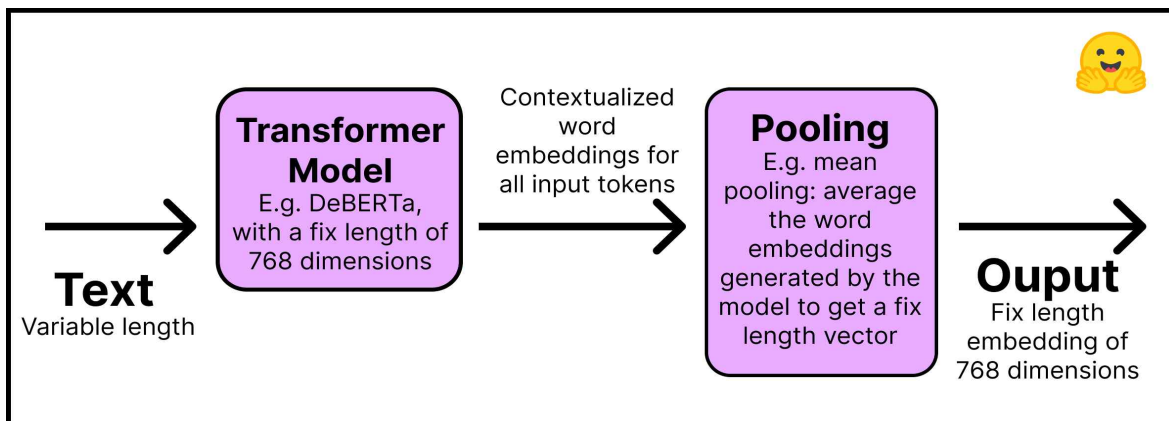 Text
Variable length
Transformer
Model
E.g. DeBERTa,
with a fix length of
768 dimensions
Contextualized
word
embeddings for
all input tokens
Pooling
E.g. mean
pooling: average
the word
embeddings
generated by the
model to get a fix
length vector
Ouput
Fix length
embedding of
768 dimensions